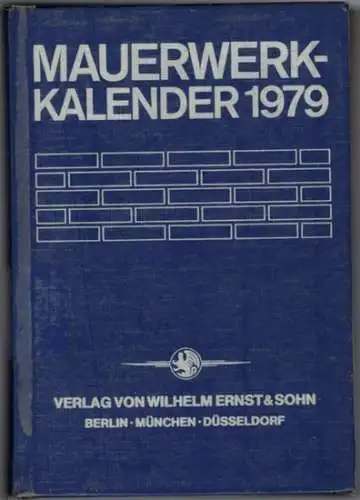 MAUERWERK-
KALENDER 1979
VERLAG VON WILHELM ERNST & SOHN
BERLIN · MÜNCHEN · DÜSSELDORF